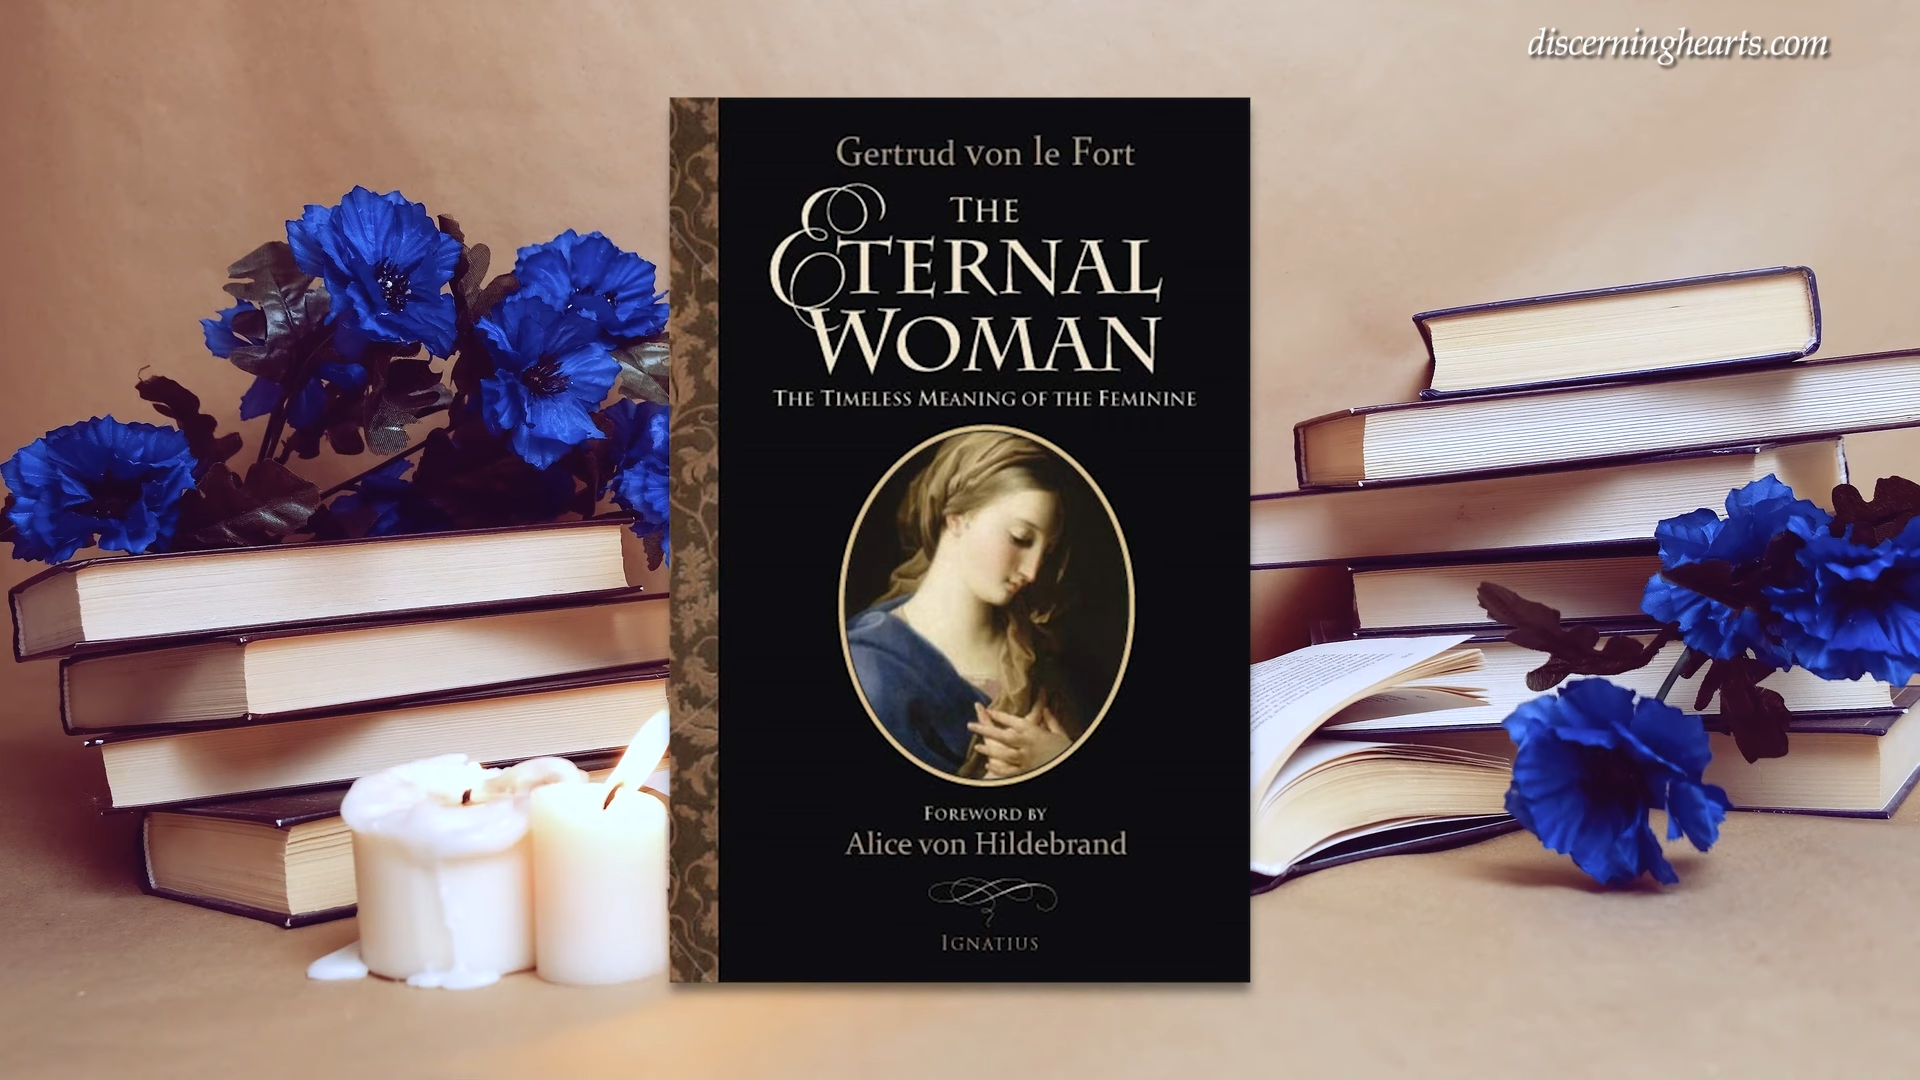 discerninghearts.com
Gertrud von le Fort
THE
ETERNAL
WOMAN
THE TIMELESS MEANING OF THE FEMININE
FOREWORD BY
Alice von Hildebrand
IGNATIUS